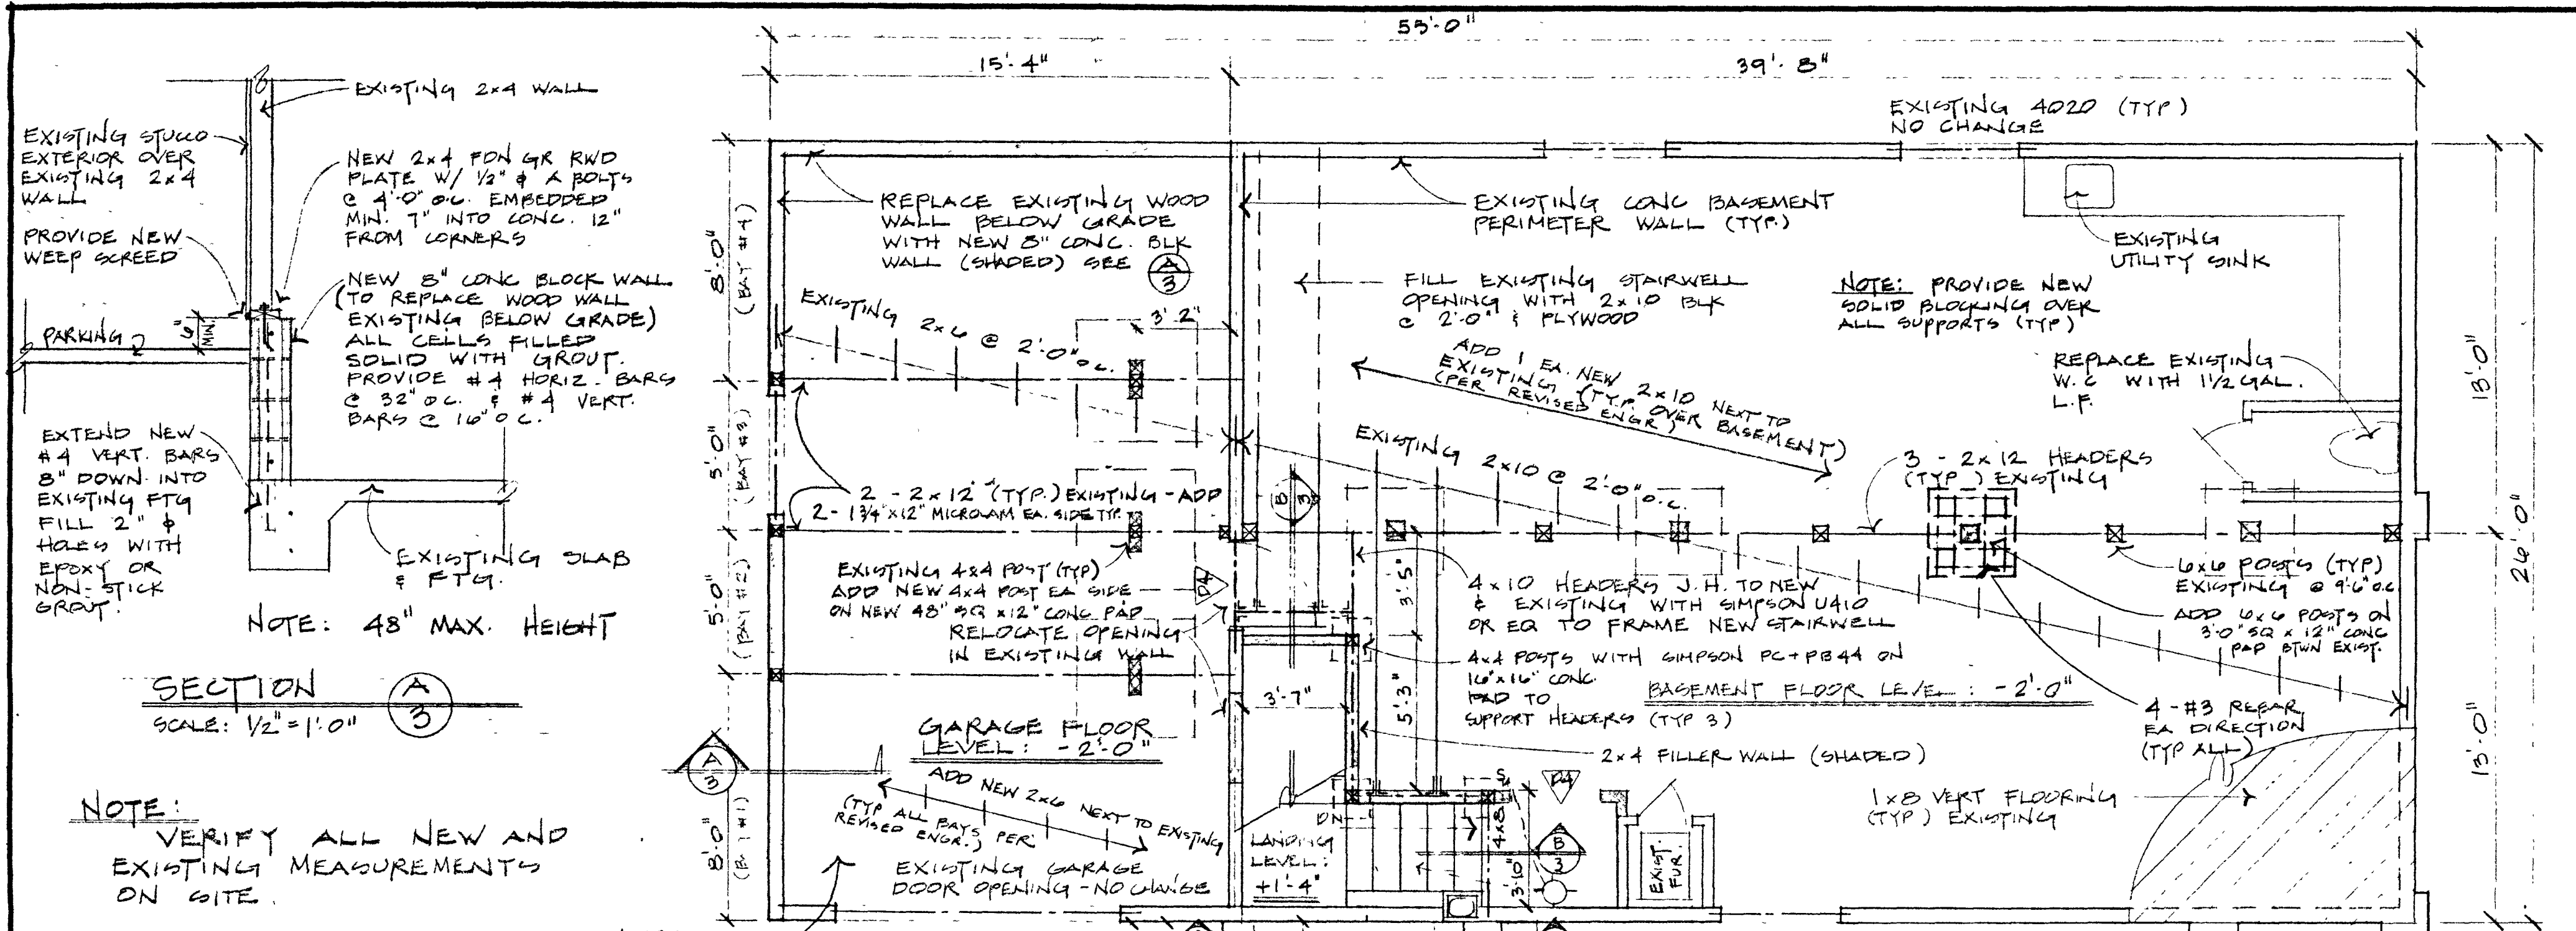 55'-0"
15'-4"
39'-8"
EXISTING 2x4 WALL
EXISTING STUCCO
EXTERIOR OVER
EXISTING 2x4
WALL
NEW 2x4 FDN GR RWD
PLATE W/ 1/2" φ A BOLTS
@ 4'-0" O.C. EMBEDDED
MIN. 7" INTO CONC. 12"
FROM CORNERS
PROVIDE NEW
WEEP SCREED
NEW 8" CONC BLOCK WALL
(TO REPLACE WOOD WALL
EXISTING BELOW GRADE)
ALL CELLS FILLED
SOLID WITH GROUT.
PROVIDE #4 HORIZ. BARS
@ 32" O.C. & #4 VERT.
BARS @ 16" O.C.
PARKING
6"
MIN
EXTEND NEW
#4 VERT. BARS
8" DOWN INTO
EXISTING FTG
FILL 2" φ
HOLES WITH
EPOXY OR
NON-STICK
GROUT.
EXISTING SLAB
& FTG.
NOTE: 48" MAX. HEIGHT
SECTION
A
3
SCALE: 1/2"=1'-0"
NOTE:
VERIFY ALL NEW AND
EXISTING MEASUREMENTS
ON SITE.
8'-0"
(BAY #4)
5'-0"
(BAY #3)
5'-0"
(BAY #2)
8'-0"
A
3
REPLACE EXISTING WOOD
WALL BELOW GRADE
WITH NEW 8" CONC. BLK
WALL (SHADED) SEE
A
3
EXISTING 2x6 @ 2'-0" O.C.
3'-2"
2 - 2x12 (TYP.) EXISTING - ADD
2 - 1 3/4" x 12" MICROLAM EA. SIDE TYP.
EXISTING 4x4 POST (TYP)
ADD NEW 4x4 POST EA SIDE
ON NEW 48" SQ x 12" CONC. PAD
RELOCATE OPENING
IN EXISTING WALL
GARAGE FLOOR
LEVEL: -2'-0"
ADD NEW 2x6 NEXT TO EXISTING
(TYP ALL BAYS PER
REVISED ENGR.)
EXISTING GARAGE
DOOR OPENING - NO CHANGE
EXISTING 4020 (TYP)
NO CHANGE
EXISTING CONC BASEMENT
PERIMETER WALL (TYP.)
FILL EXISTING STAIRWELL
OPENING WITH 2x10 BLK
@ 2'-0" & PLYWOOD
EXISTING
UTILITY SINK
NOTE: PROVIDE NEW
SOLID BLOCKING OVER
ALL SUPPORTS (TYP)
ADD 1 EA. NEW 2x10 NEXT TO
EXISTING (TYP. OVER BASEMENT)
(PER REVISED ENGR)
REPLACE EXISTING
W.C WITH 1 1/2 GAL.
L.F.
EXISTING 2x10 @ 2'-0" O.C.
3 - 2x12 HEADERS
(TYP) EXISTING
B
3
3'-5"
4x10 HEADERS J.H. TO NEW
& EXISTING WITH SIMPSON U410
OR EQ TO FRAME NEW STAIRWELL
4x4 POSTS WITH SIMPSON PC+PB44 ON
16"x16" CONC.
PAD TO
SUPPORT HEADERS (TYP 3)
6x6 POSTS (TYP)
EXISTING @ 9'-6" O.C.
ADD 6x6 POSTS ON
3'-0" SQ x 12" CONC
PAD BTWN EXIST.
BASEMENT FLOOR LEVEL: -2'-0"
4 - #3 REBAR
EA DIRECTION
(TYP ALL)
2x4 FILLER WALL (SHADED)
3'-7"
5'-3"
1x8 VERT FLOORING
(TYP) EXISTING
DN
4x8
LANDING
LEVEL:
+1'-4"
3'-10"
B
3
EXIST.
FUR.
13'-0"
26'-0"
13'-0"